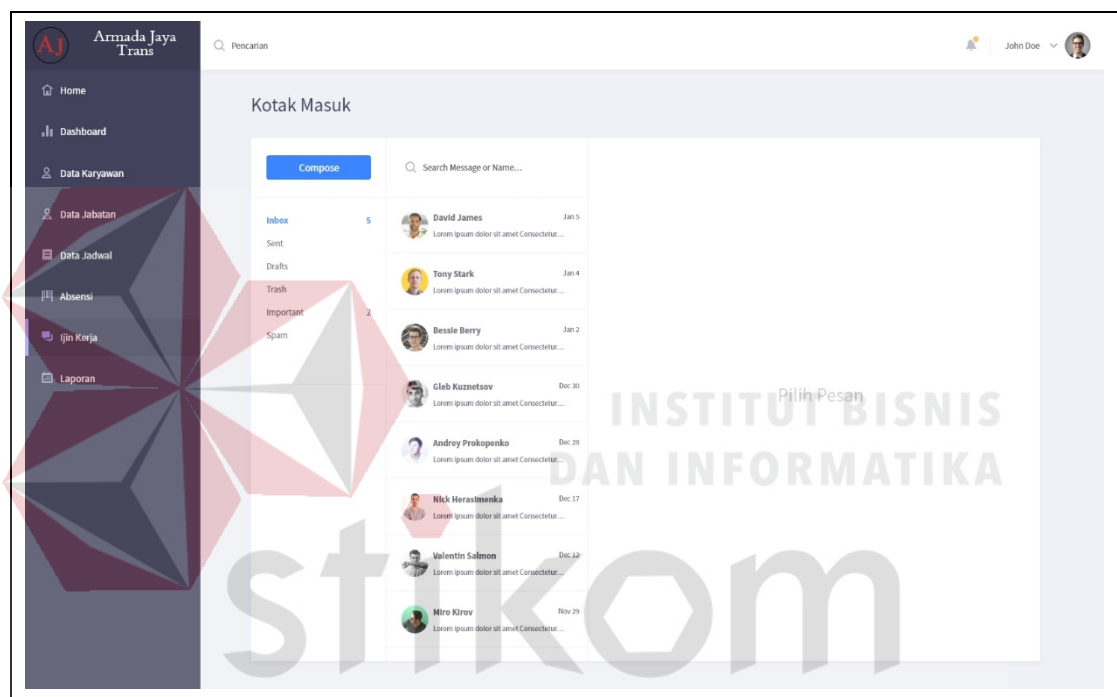 AJ
Armada Jaya
Trans
Pencarian
John Doe
Home
Dashboard
Data Karyawan
Data Jabatan
Data Jadwal
Absensi
Ijin Kerja
Laporan
Kotak Masuk
Compose
Inbox 5
Sent
Drafts
Trash
Important 2
Spam
Search Message or Name...
David James Jan 5
Lorem ipsum dolor sit amet Consectetur...
Tony Stark Jan 4
Lorem ipsum dolor sit amet Consectetur...
Bessie Berry Jan 2
Lorem ipsum dolor sit amet Consectetur...
Gleb Kuznetsov Dec 30
Lorem ipsum dolor sit amet Consectetur...
Andrey Prokopenko Dec 28
Lorem ipsum dolor sit amet Consectetur...
Nick Herasimenka Dec 17
Lorem ipsum dolor sit amet Consectetur...
Valentin Salmon Dec 12
Lorem ipsum dolor sit amet Consectetur...
Miro Kirov Nov 29
Lorem ipsum dolor sit amet Consectetur...
Pilih Pesan
INSTITUT BISNIS
DAN INFORMATIKA
stikom